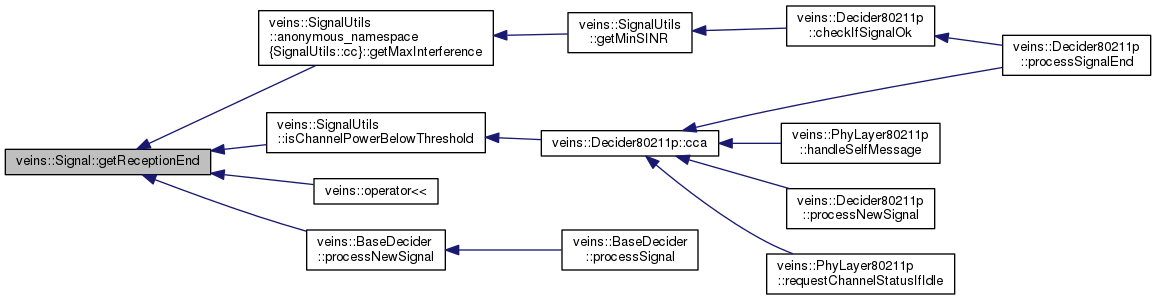 veins::Signal::getReceptionEnd
veins::SignalUtils
::anonymous_namespace
{SignalUtils::cc}::getMaxInterference
veins::SignalUtils
::getMinSINR
veins::Decider80211p
::checkIfSignalOk
veins::Decider80211p
::processSignalEnd
veins::SignalUtils
::isChannelPowerBelowThreshold
veins::Decider80211p::cca
veins::PhyLayer80211p
::handleSelfMessage
veins::Decider80211p
::processNewSignal
veins::PhyLayer80211p
::requestChannelStatusIfIdle
veins::operator<<
veins::BaseDecider
::processNewSignal
veins::BaseDecider
::processSignal